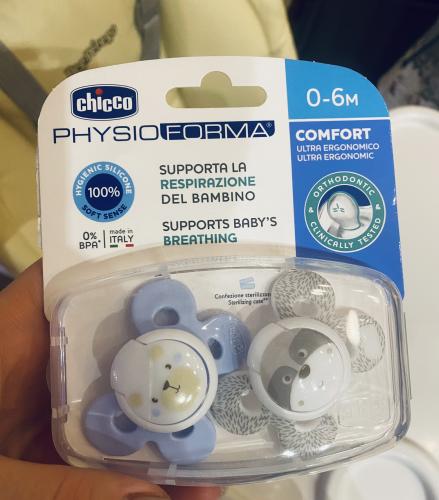 chicco
0-6M
PHYSIOFORMA®
COMFORT
ULTRA ERGONOMICO
ULTRA ERGONOMIC
HYGIENIC SILICONE
100%
SOFT SENSE
SUPPORTA LA
RESPIRAZIONE
DEL BAMBINO
SUPPORTS BABY'S
BREATHING
0%
BPA
made in
ITALY
ORTHODONTIC
& CLINICALLY TESTED
Confezione sterilizzan
Sterilizing case